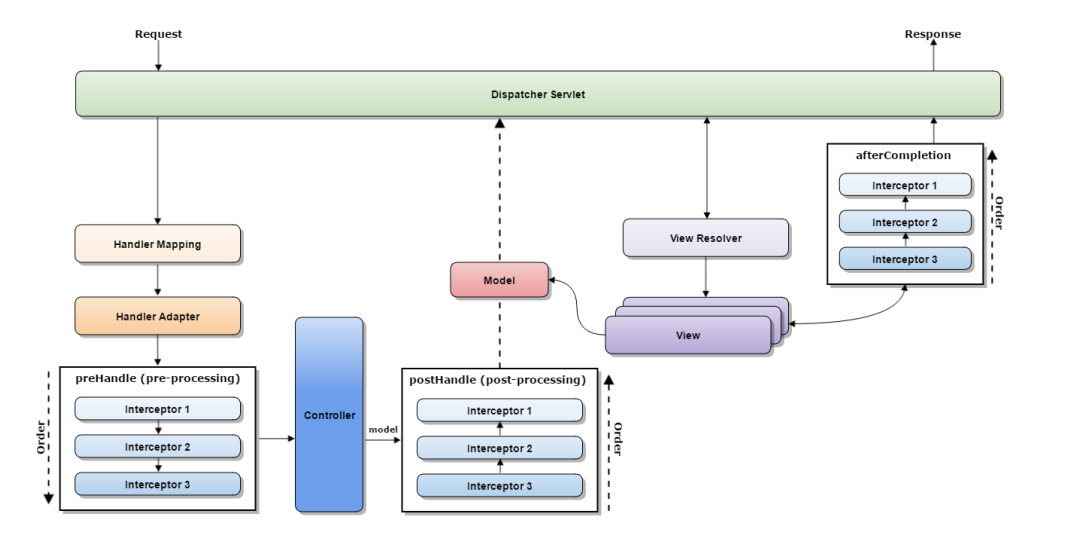 Request
Response
Dispatcher Servlet
afterCompletion
Interceptor 1
Interceptor 2
Interceptor 3
Order
Handler Mapping
View Resolver
Model
Handler Adapter
View
preHandle (pre-processing)
Interceptor 1
Interceptor 2
Interceptor 3
Order
Controller
model
postHandle (post-processing)
Interceptor 1
Interceptor 2
Interceptor 3
Order